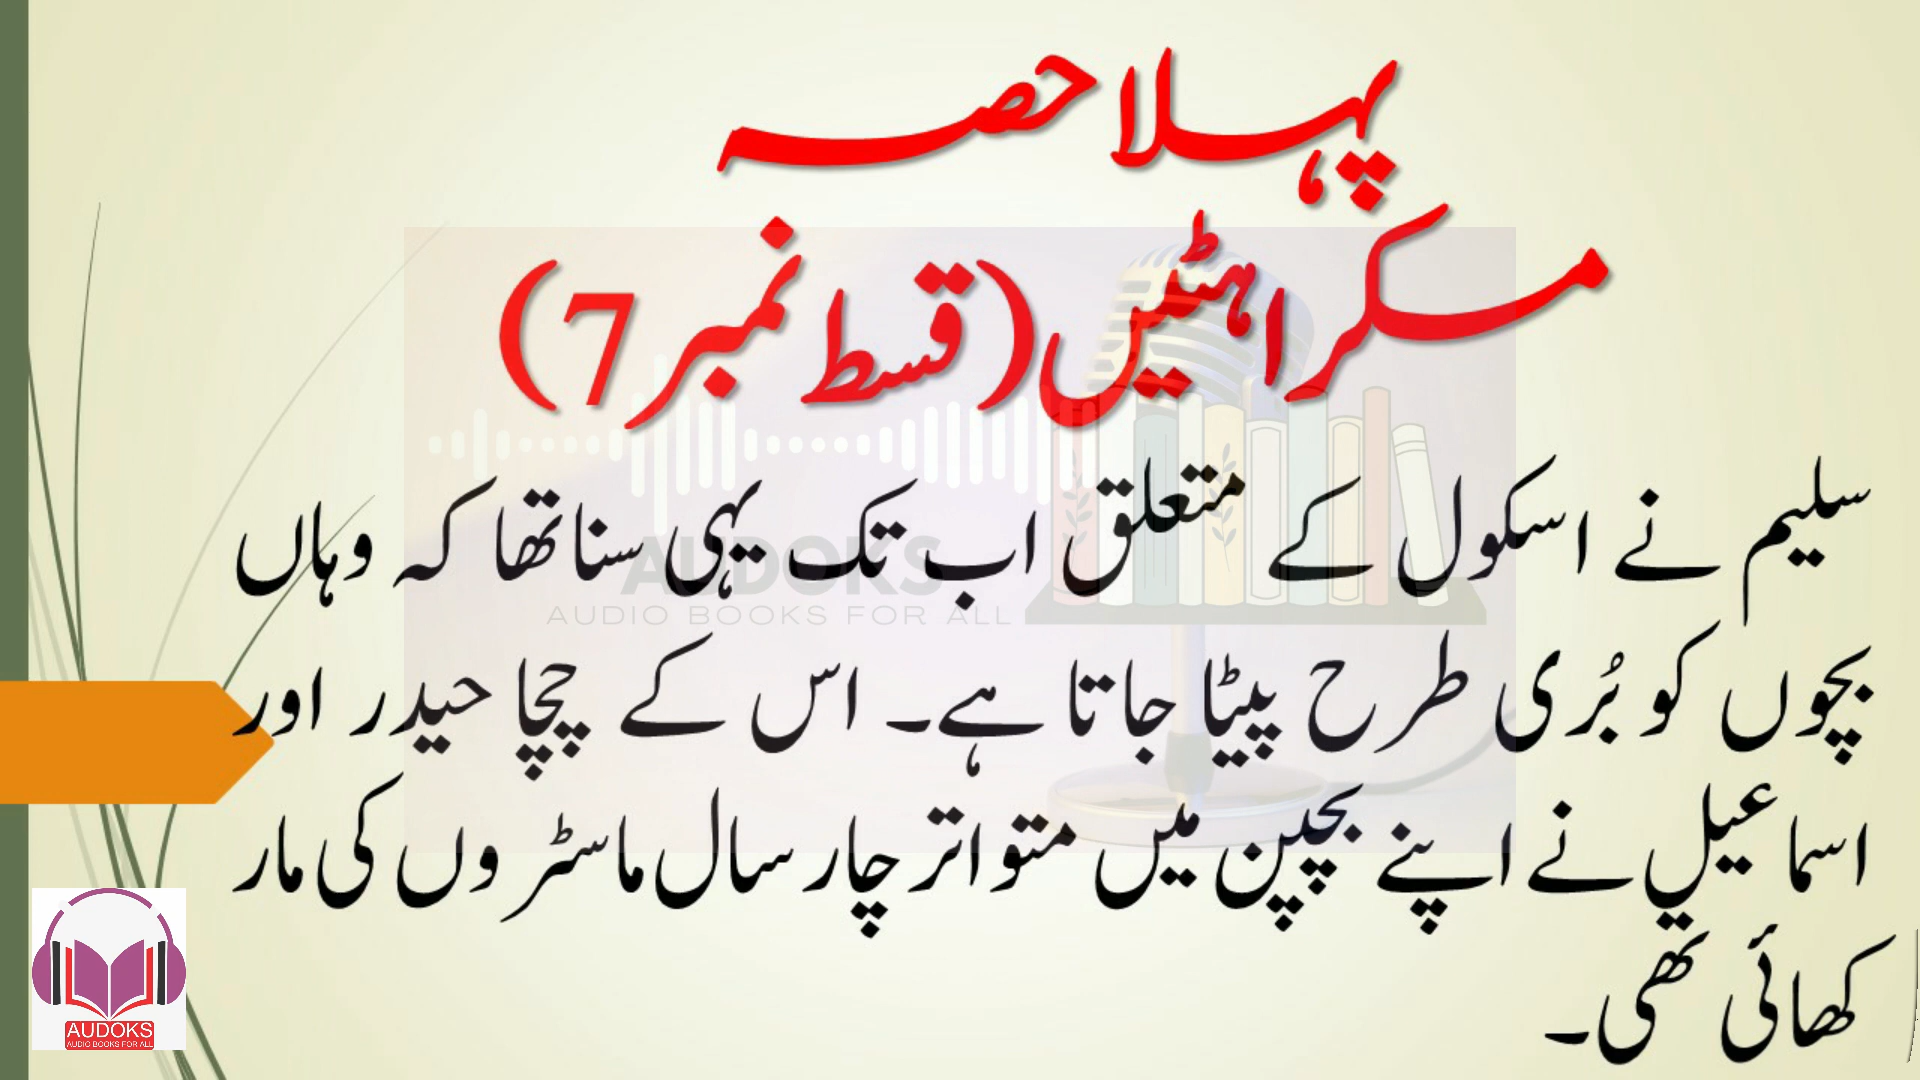 پہلا حصہ
مسکراہٹیں (قسط نمبر 7)
سلیم نے اسکول کے متعلق اب تک یہی سنا تھا کہ وہاں
بچوں کو بُری طرح پیٹا جاتا ہے۔ اس کے چچا حیدر اور
اسماعیل نے اپنے بچپن میں متواتر چار سال ماسٹروں کی مار
کھائی تھی۔
AUDOKS
AUDIO BOOKS FOR ALL
AUDOKS
AUDIO BOOKS FOR ALL